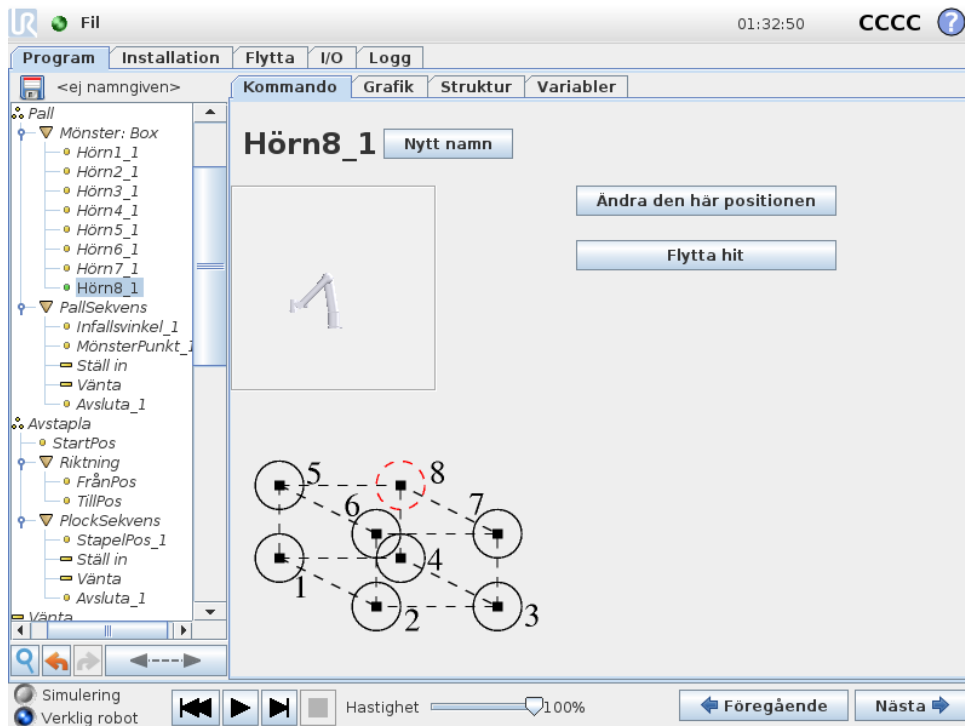 UR Fil 01:32:50 CCCC ?
Program Installation Flytta I/O Logg
<ej namngiven>
Kommando Grafik Struktur Variabler
Pall
Mönster: Box
Hörn1_1
Hörn2_1
Hörn3_1
Hörn4_1
Hörn5_1
Hörn6_1
Hörn7_1
Hörn8_1
PallSekvens
Infallsvinkel_1
MönsterPunkt_1
Ställ in
Vänta
Avsluta_1
Avstapla
StartPos
Riktning
FrånPos
TillPos
PlockSekvens
StapelPos_1
Ställ in
Vänta
Avsluta_1
Vänta
Hörn8_1 Nytt namn
Ändra den här positionen
Flytta hit
5 8
6 7
1 4
2 3
Simulering
Verklig robot
Hastighet 100%
Föregående Nästa